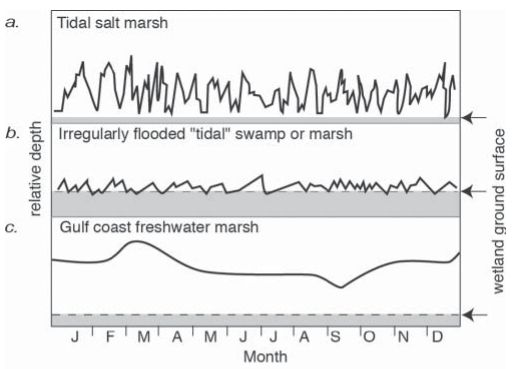 a. Tidal salt marsh
b. Irregularly flooded "tidal" swamp or marsh
c. Gulf coast freshwater marsh
relative depth
wetland ground surface
J F M A M J J A S O N D
Month